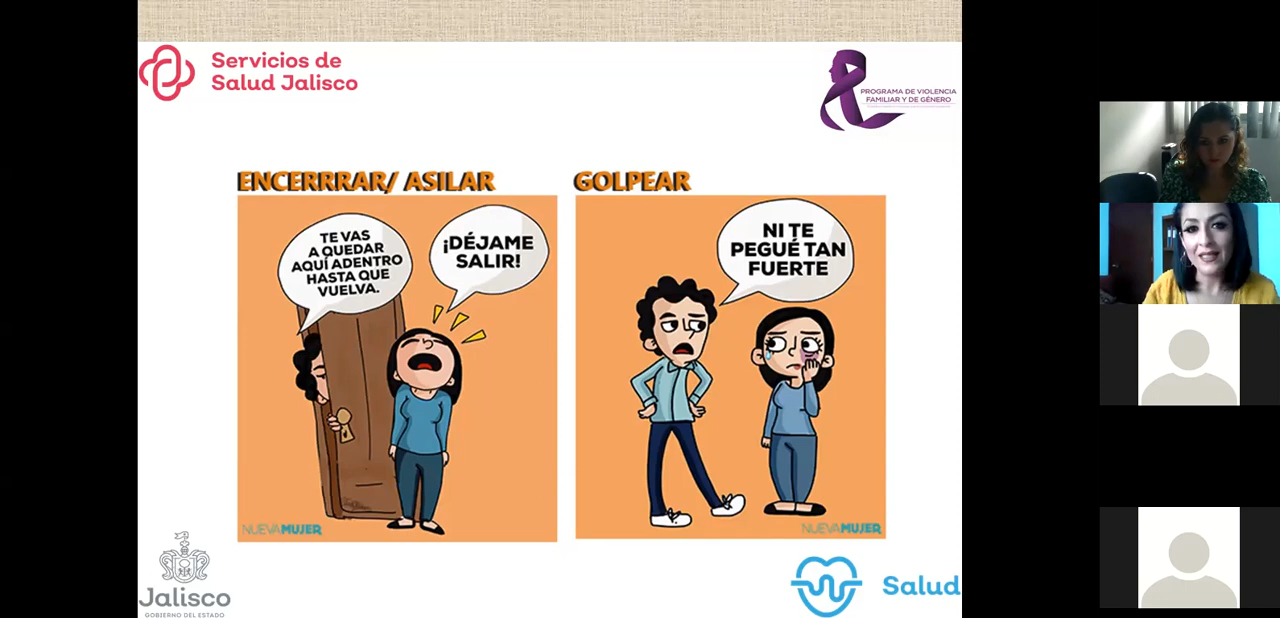 Servicios de
Salud Jalisco
PROGRAMA DE VIOLENCIA
FAMILIAR Y DE GÉNERO
ENCERRRAR/ ASILAR
TE VAS
A QUEDAR
AQUÍ ADENTRO
HASTA QUE
VUELVA.
¡DÉJAME
SALIR!
NUEVAMUJER
GOLPEAR
NI TE
PEGUÉ TAN
FUERTE
NUEVAMUJER
Jalisco
GOBIERNO DEL ESTADO
Salud